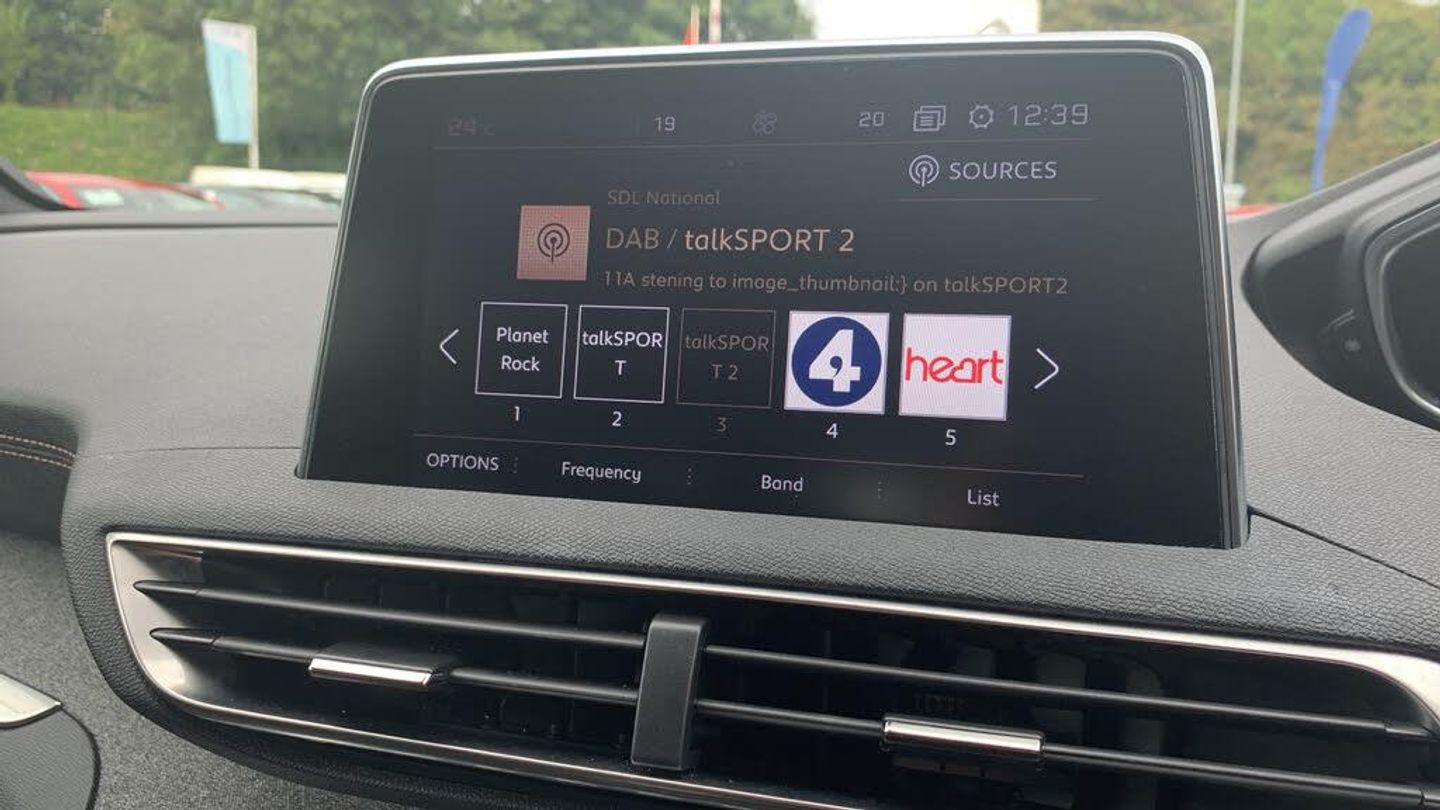 24°C 19 20 12:39
SOURCES
SDL National
DAB / talkSPORT 2
11A stening to image_thumbnail:} on talkSPORT2
Planet
Rock
talkSPOR
T
talkSPOR
T 2
4
heart
1 2 3 4 5
OPTIONS Frequency Band List